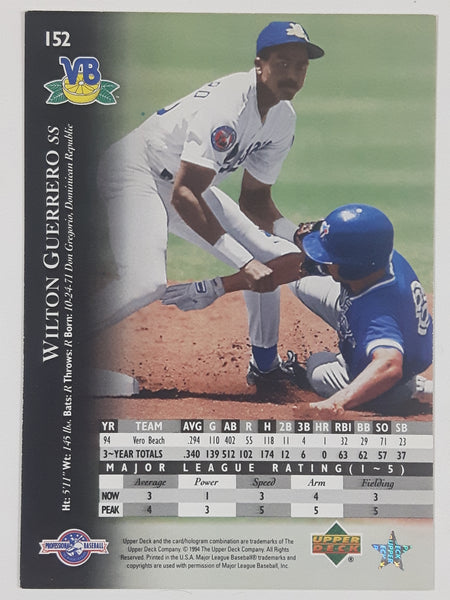 152
VB
WILTON GUERRERO SS
Ht: 5'11" Wt: 145 lbs. Bats: R Throws: R Born: 10-24-71 Don Gregorio, Dominican Republic
YR TEAM AVG G AB R H 2B 3B HR RBI BB SO SB
94 Vero Beach .294 110 402 55 118 11 4 1 32 29 71 23
3-YEAR TOTALS .340 139 512 102 174 12 6 0 63 62 57 37
MAJOR LEAGUE RATING (1-5)
Average Power Speed Arm Fielding
NOW 3 1 3 4 3
PEAK 4 3 5 4 5
PROFESSIONAL BASEBALL
Upper Deck and the card/hologram combination are trademarks of The
Upper Deck Company. © 1994 The Upper Deck Company. All Rights
Reserved. Printed in U.S.A. Major League Baseball trademarks and
copyrights are used with permission of Major League Baseball, Inc.
UPPER DECK ®